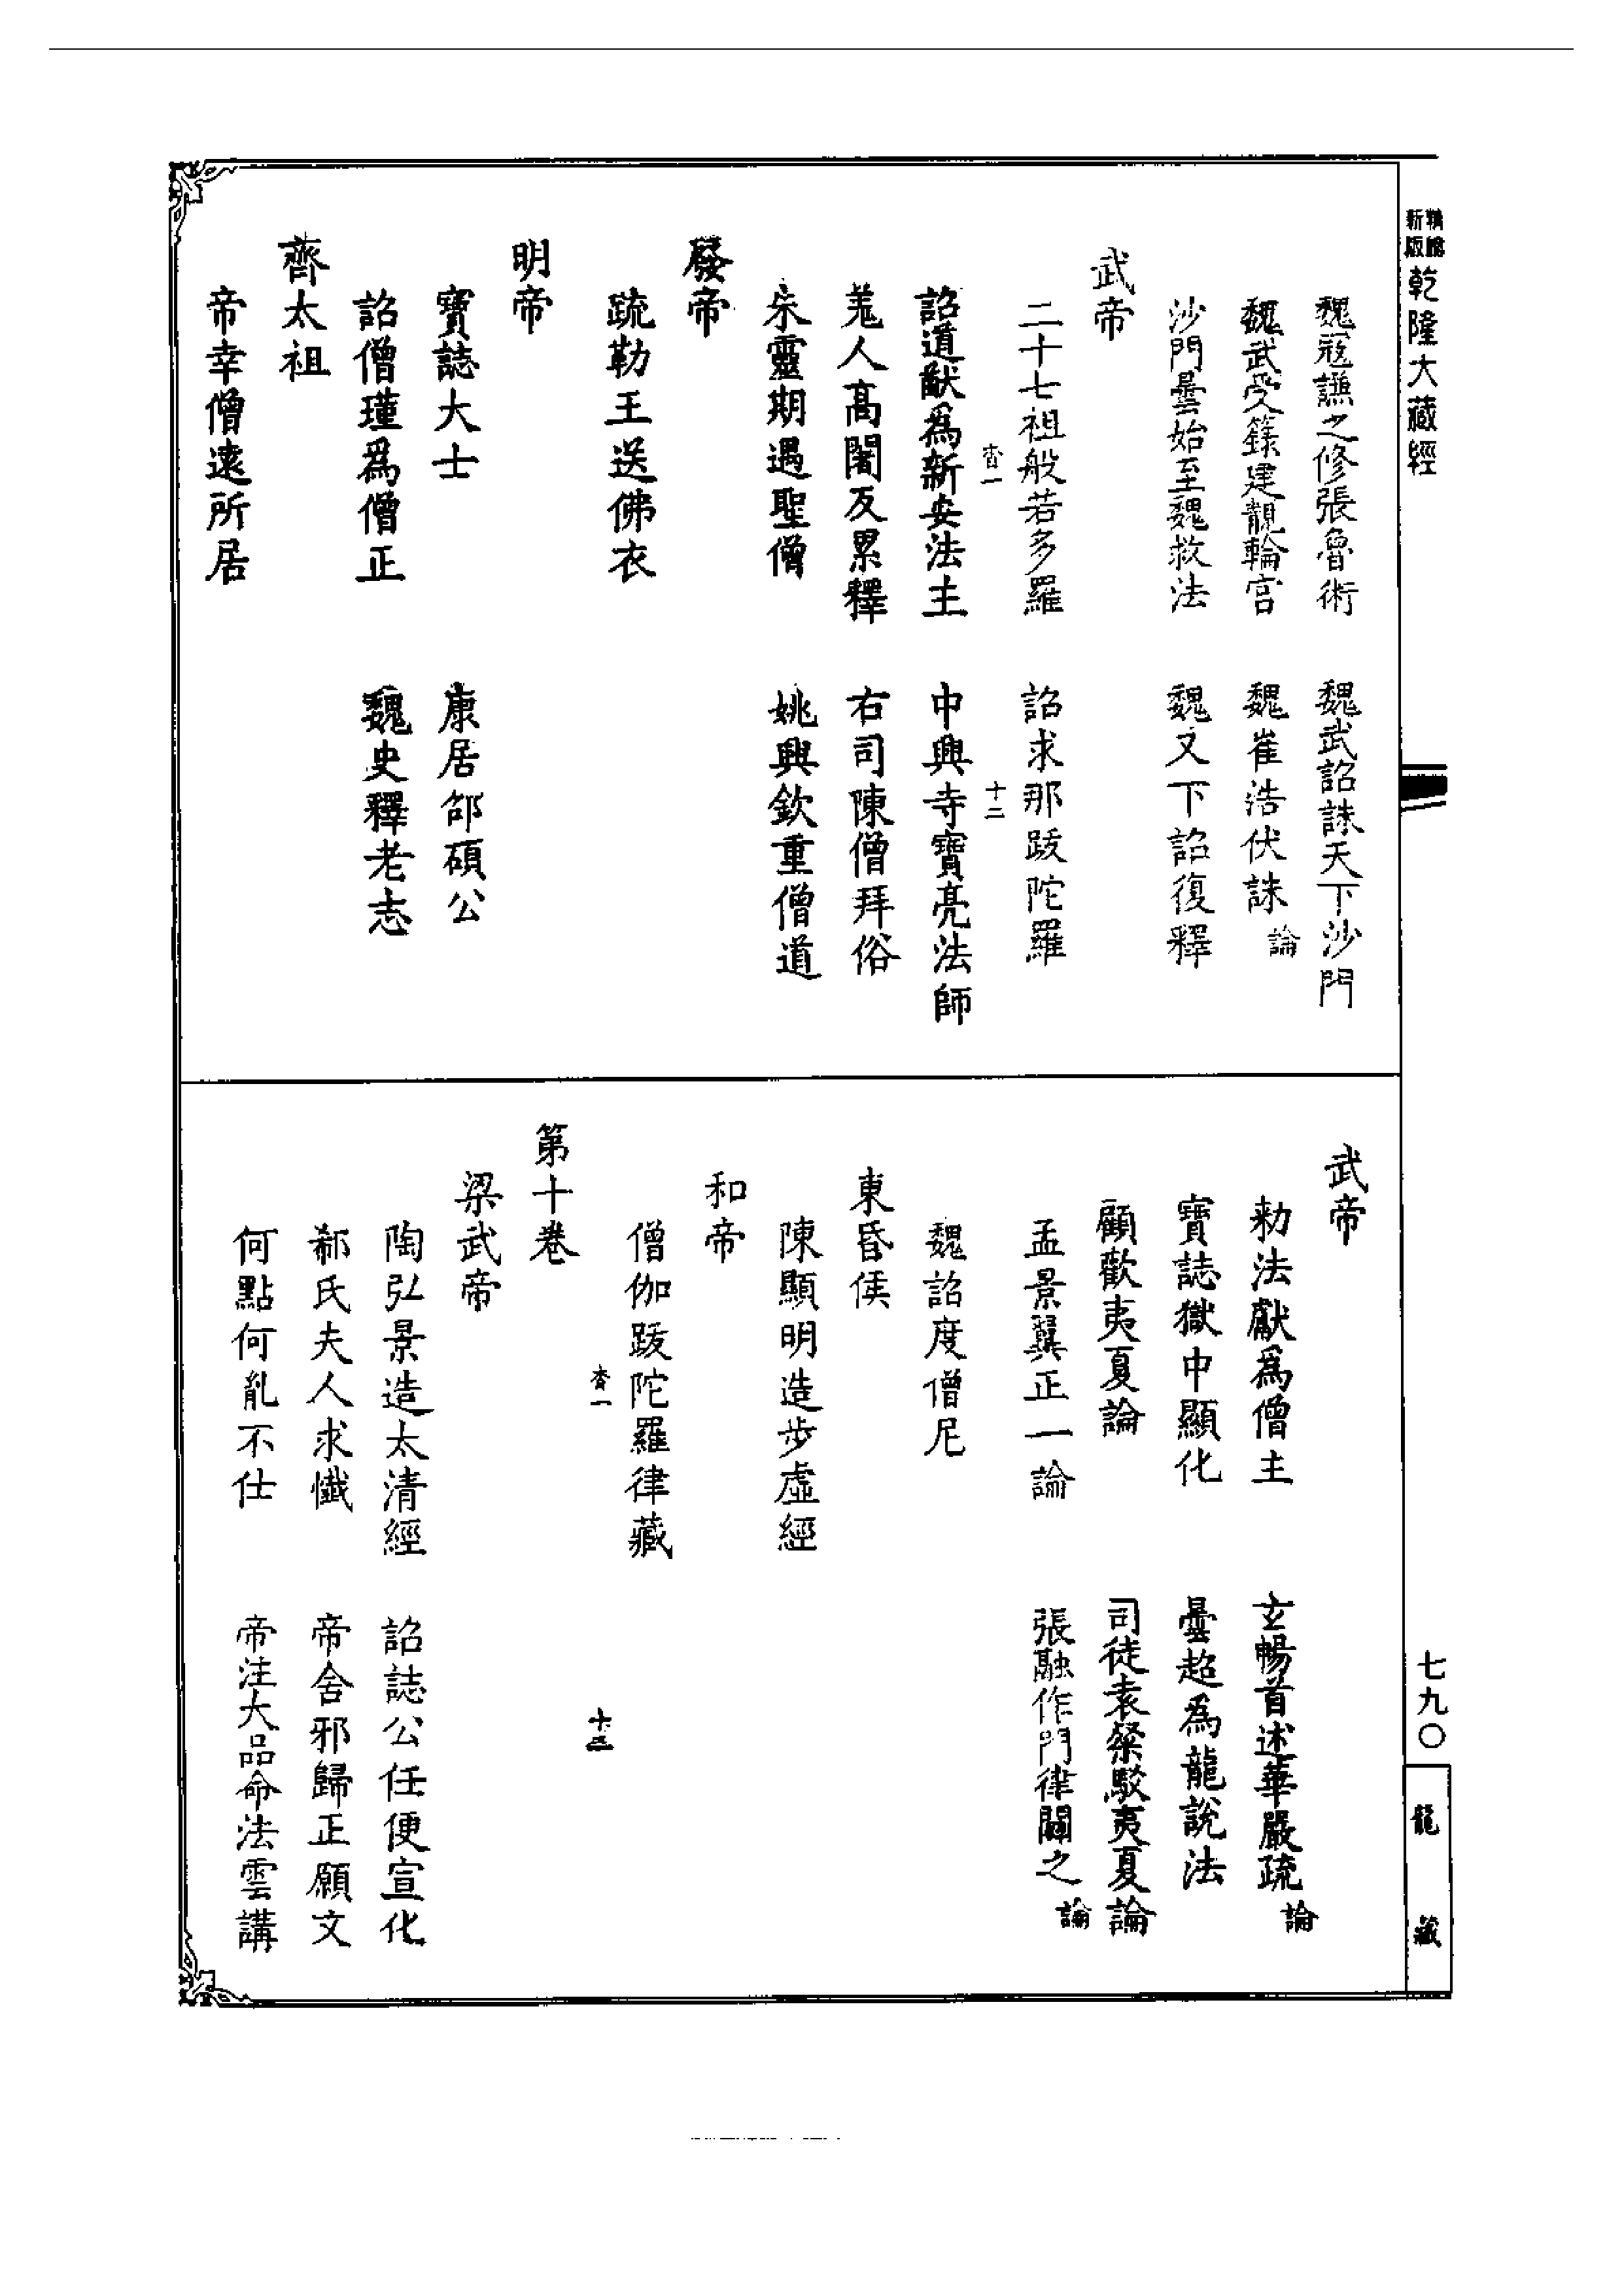 新版
精縮
乾隆大藏經
魏寇謙之修張魯術 魏武詔誅天下沙門
魏武受籙建靜輪宮 魏崔浩伏誅 論
沙門曇始至魏救法 魏又下詔復釋
武帝
二十七祖般若多羅 詔求那跋陀羅
杳一 十二
詔道猷為新安法主 中興寺寶亮法師
羗人高闍反累釋 右司陳僧拜俗
宋靈期遇聖僧 姚興欽重僧道
廢帝
疏勒王送佛衣
明帝
寶誌大士 康居邵碩公
詔僧瑾爲僧正 魏史釋老志
齊太祖
帝幸僧遠所居
武帝
勑法獻爲僧主 玄暢首述華嚴疏 論
寶誌獄中顯化 曇超為龍說法
顧歡夷夏論 司徒袁粲駁夷夏論
孟景翼正一論 張融作門律闢之 論
魏詔度僧尼
東昏侯
陳顯明造步虛經
和帝
僧伽跋陀羅律藏
杳一 十三
第十卷
梁武帝
陶弘景造太清經 詔誌公任便宣化
郗氏夫人求懺 帝舍邪歸正願文
何點何胤不仕 帝注大品命法雲講
七九〇
龍藏